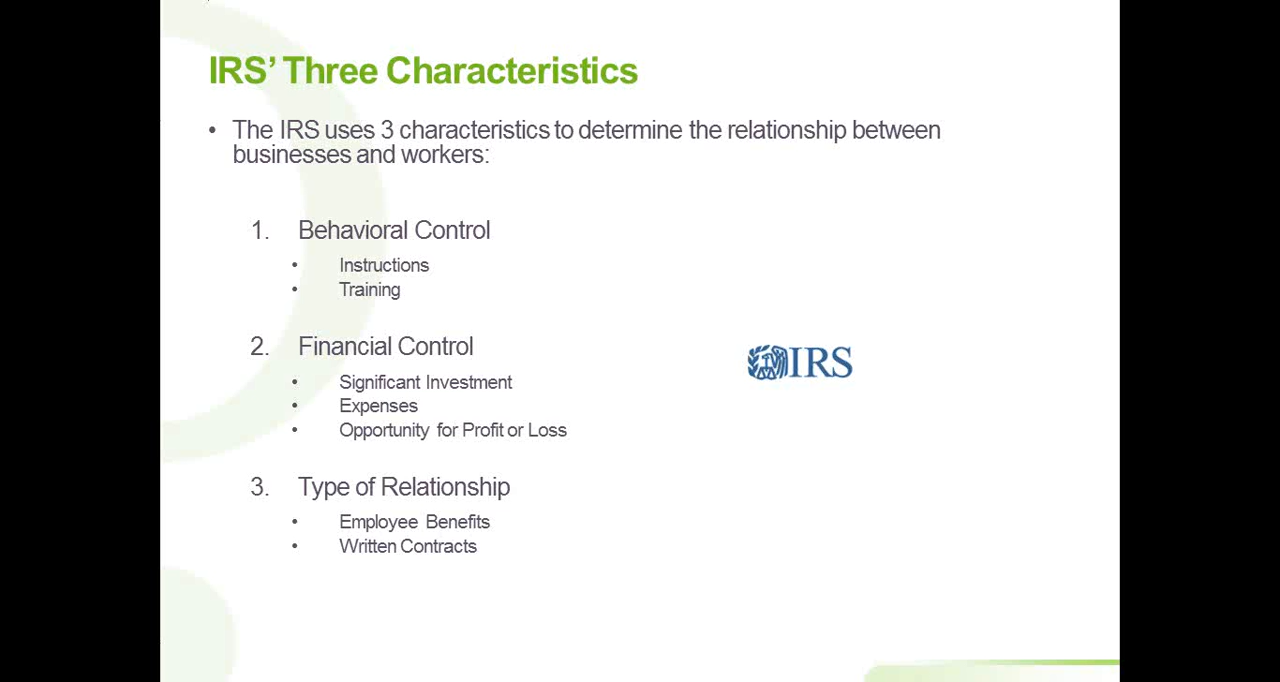 IRS’ Three Characteristics
• The IRS uses 3 characteristics to determine the relationship between
businesses and workers:
1. Behavioral Control
• Instructions
• Training
2. Financial Control
• Significant Investment
• Expenses
• Opportunity for Profit or Loss
IRS
3. Type of Relationship
• Employee Benefits
• Written Contracts